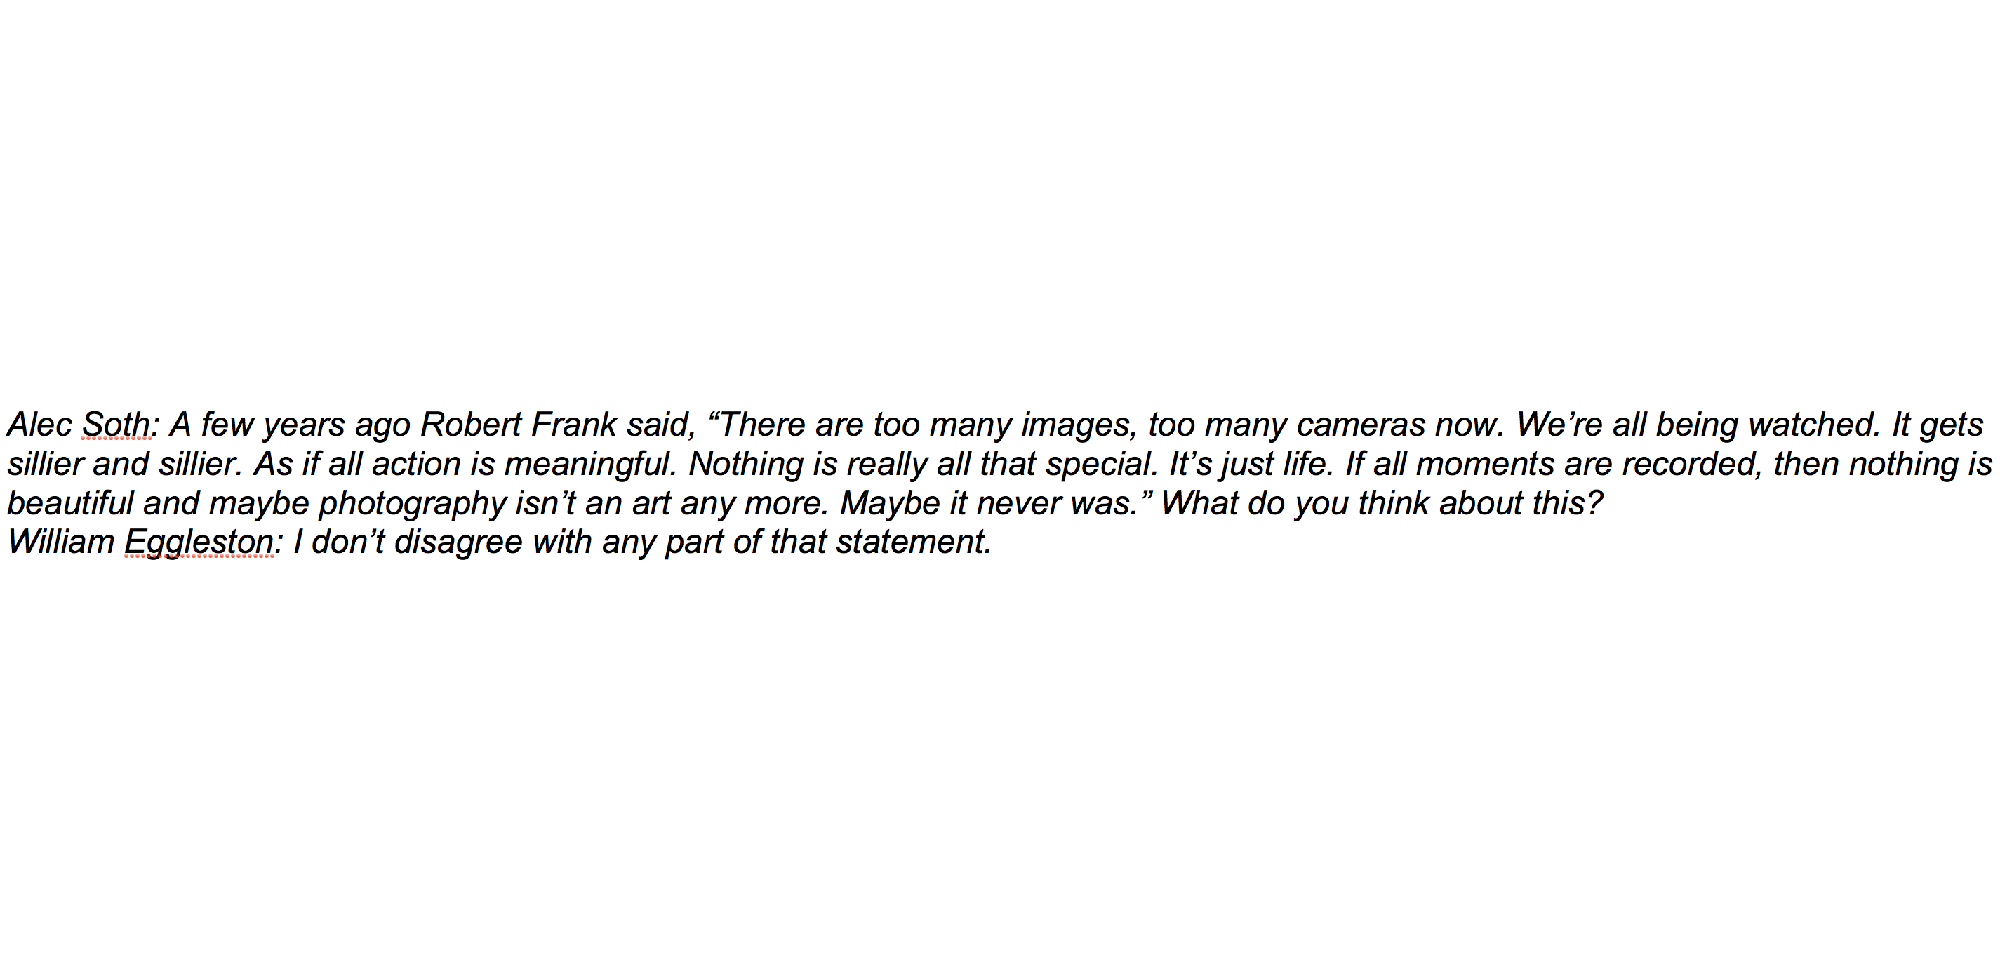 Alec Soth: A few years ago Robert Frank said, “There are too many images, too many cameras now. We’re all being watched. It gets
sillier and sillier. As if all action is meaningful. Nothing is really all that special. It’s just life. If all moments are recorded, then nothing is
beautiful and maybe photography isn’t an art any more. Maybe it never was.” What do you think about this?
William Eggleston: I don’t disagree with any part of that statement.